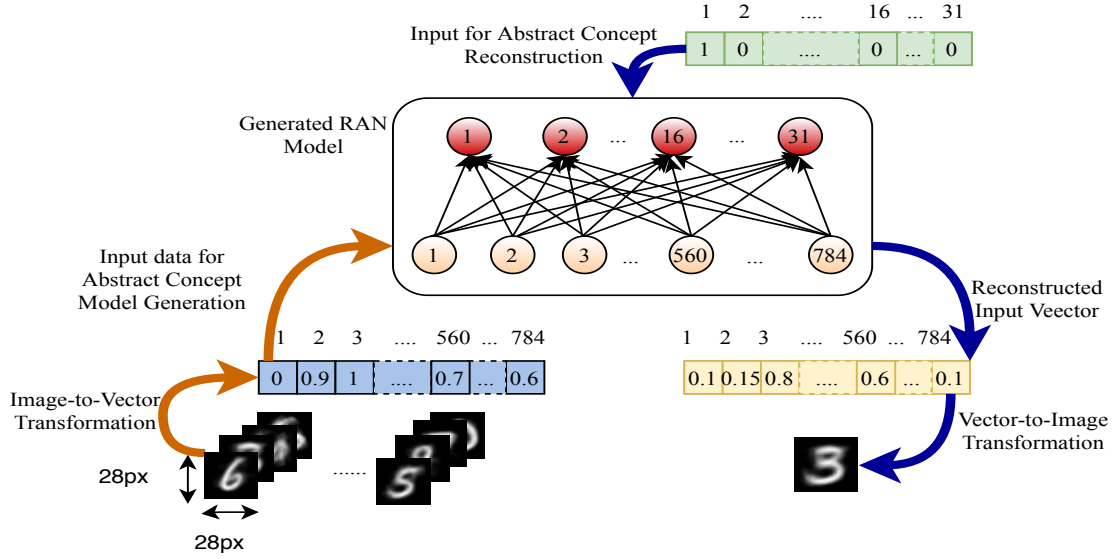 1 2 .... 16 ... 31
Input for Abstract Concept
Reconstruction
1 0 .... 0 ... 0
Generated RAN
Model
1 2 ... 16 ... 31
1 2 3 ... 560 ... 784
Input data for
Abstract Concept
Model Generation
Reconstructed
Input Veector
1 2 3 .... 560 ... 784
0 0.9 1 .... 0.7 ... 0.6
1 2 3 .... 560 ... 784
0.1 0.15 0.8 .... 0.6 ... 0.1
Image-to-Vector
Transformation
Vector-to-Image
Transformation
28px
6
......
5
3
28px